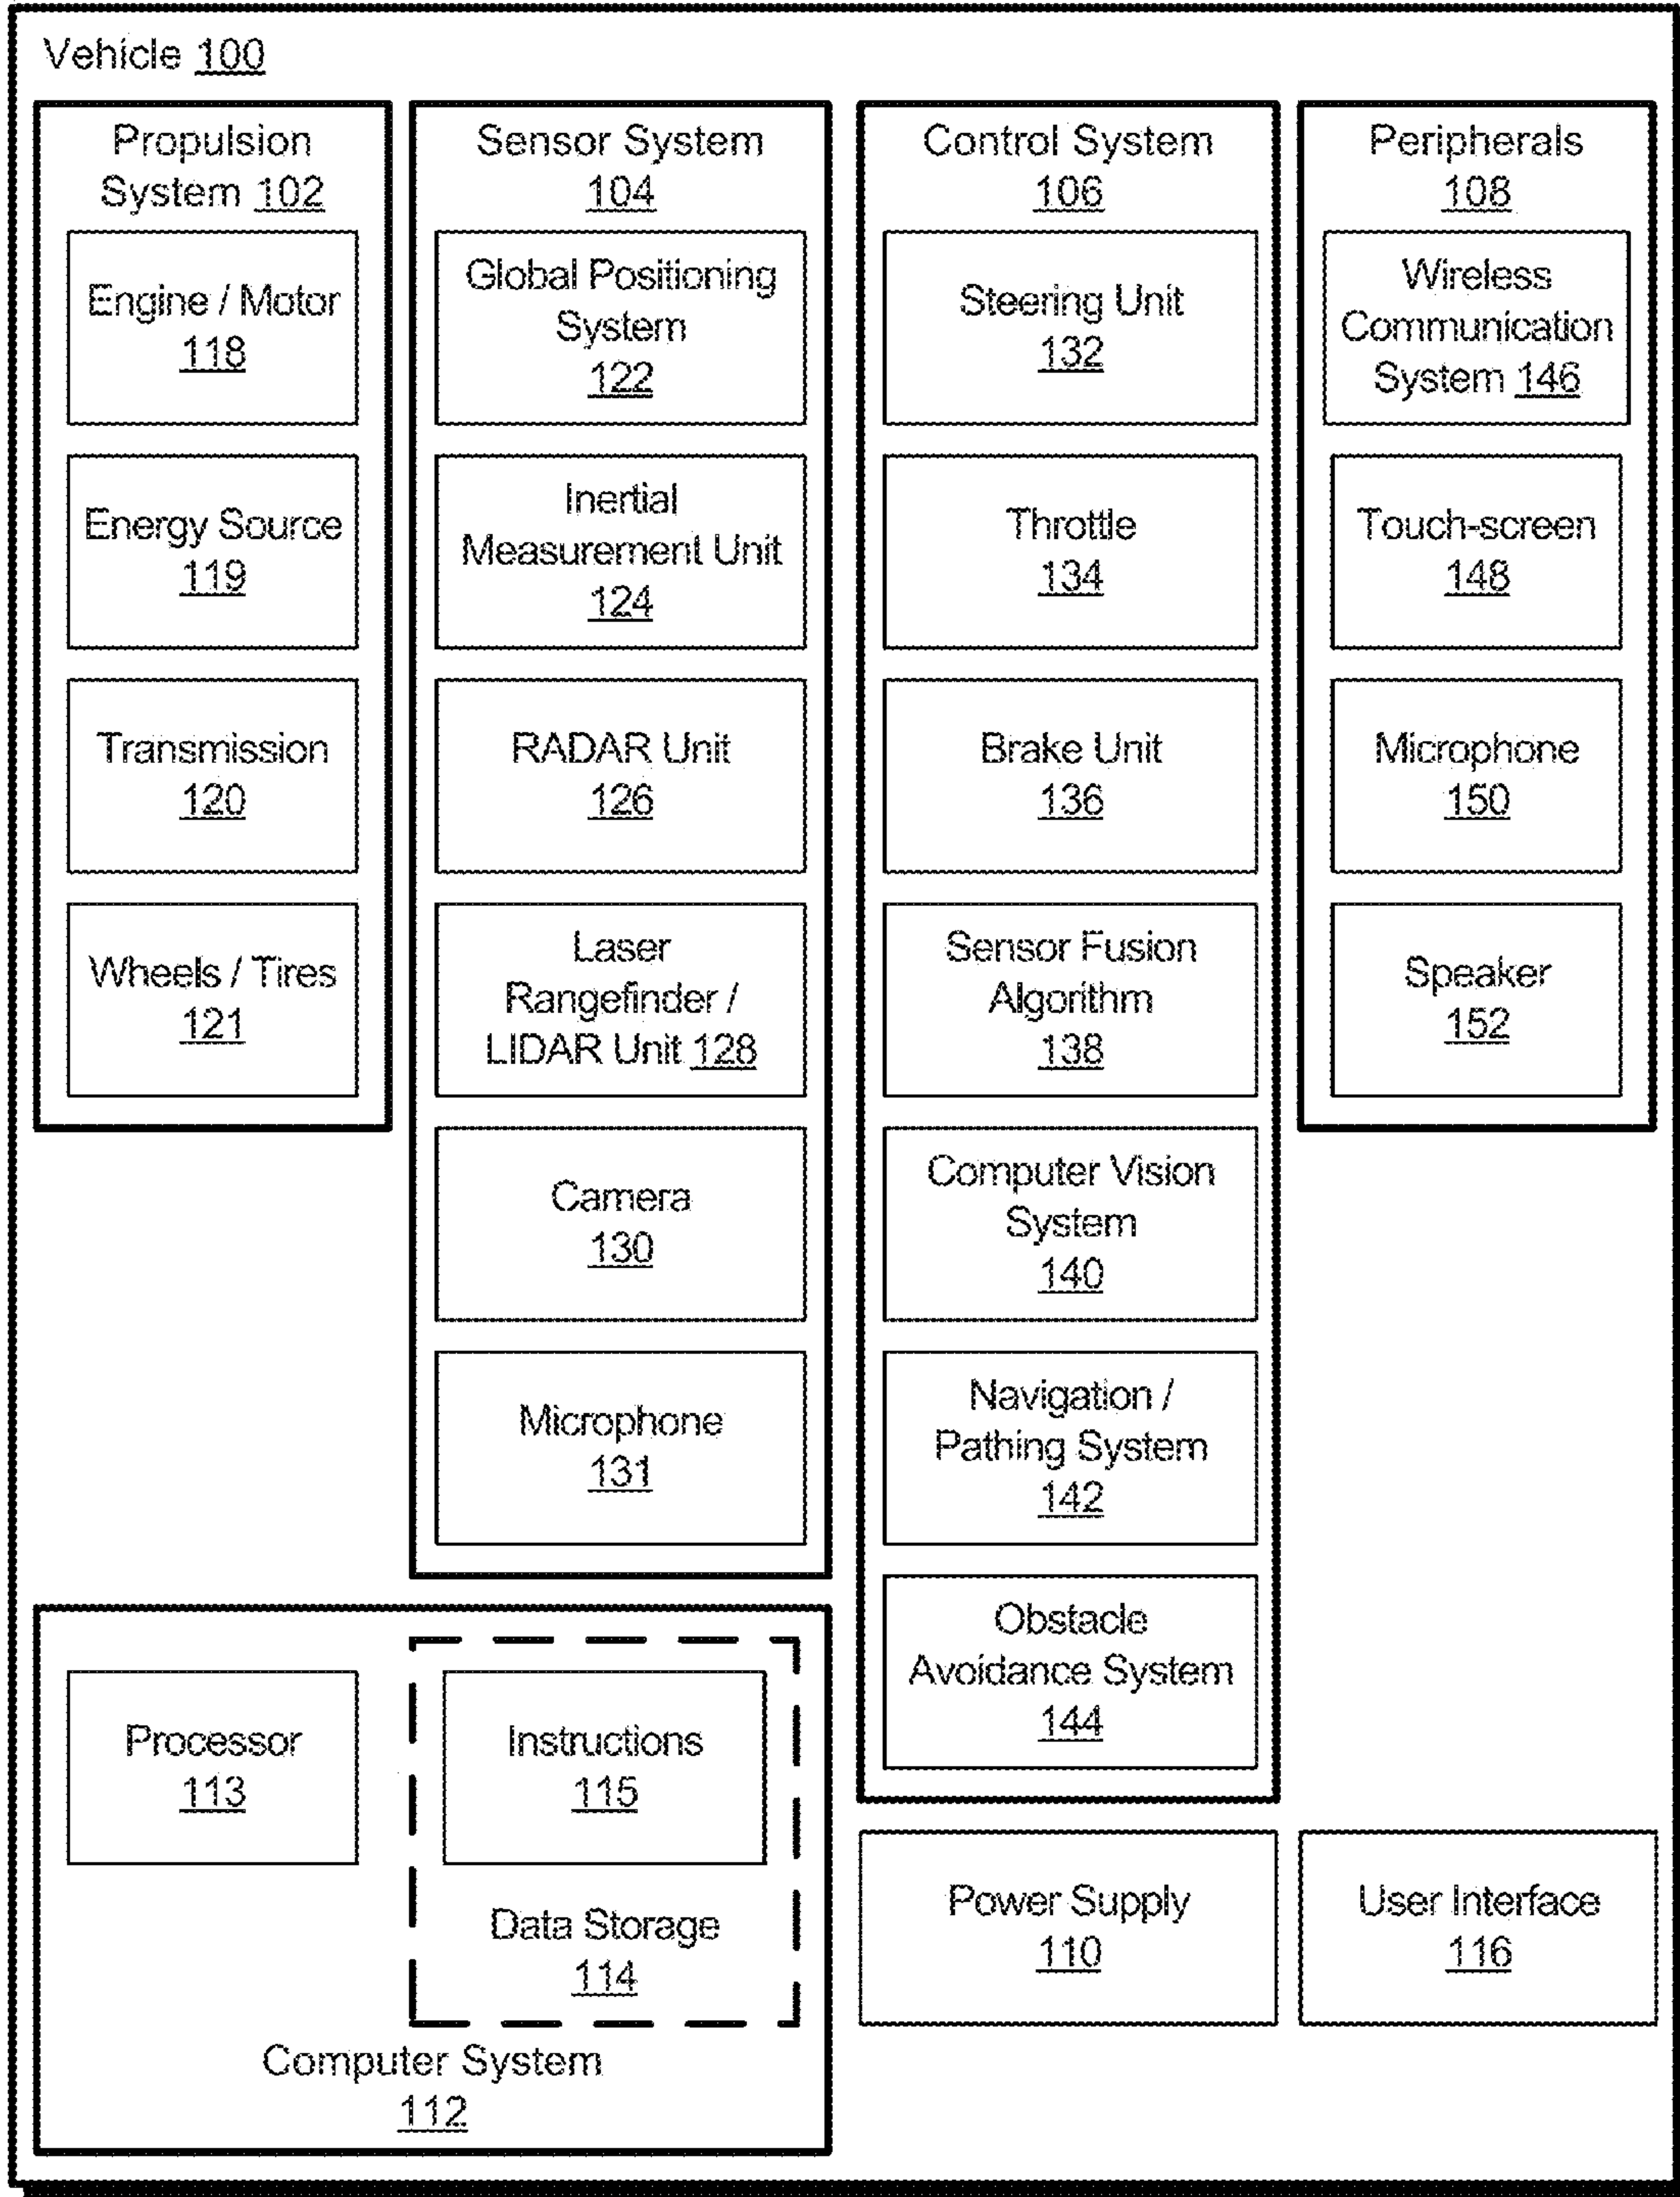 Vehicle 100
Propulsion
System 102
Engine / Motor
118
Energy Source
119
Transmission
120
Wheels / Tires
121
Sensor System
104
Global Positioning
System
122
Inertial
Measurement Unit
124
RADAR Unit
126
Laser
Rangefinder /
LIDAR Unit 128
Camera
130
Microphone
131
Control System
106
Steering Unit
132
Throttle
134
Brake Unit
136
Sensor Fusion
Algorithm
138
Computer Vision
System
140
Navigation /
Pathing System
142
Obstacle
Avoidance System
144
Peripherals
108
Wireless
Communication
System 146
Touch-screen
148
Microphone
150
Speaker
152
Processor
113
Instructions
115
Data Storage
114
Computer System
112
Power Supply
110
User Interface
116